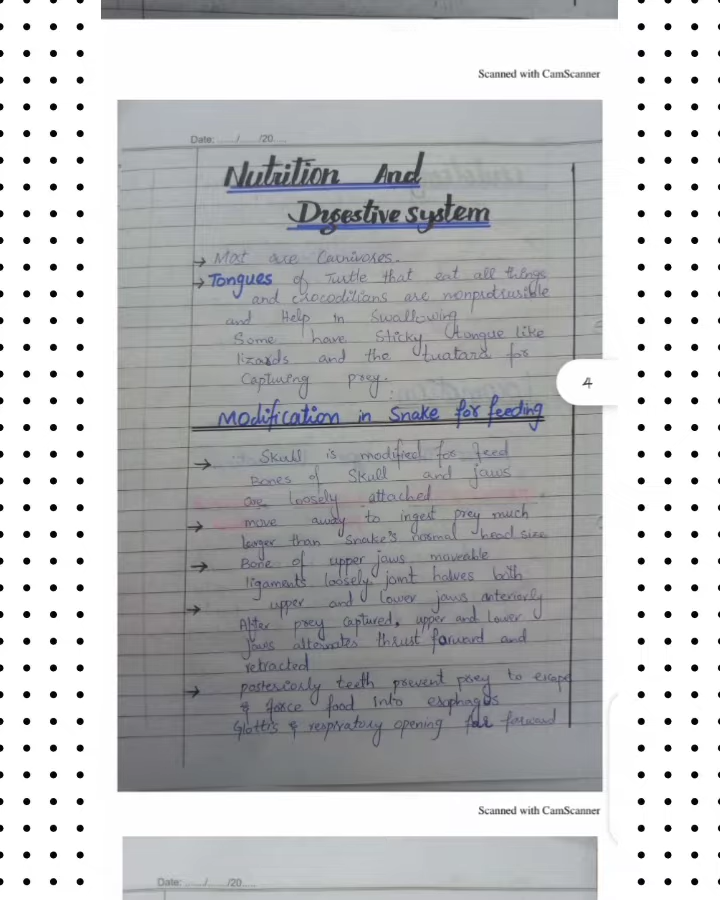 Scanned with CamScanner
Date: ...../...../20.....
Nutrition And
Digestive system
→ Most are Carnivores.
→ Tongues of Turtle that eat all things
and crocodilians are nonprotrusible
and Help in Swallowing
Some have Sticky tongue like
lizards and the tuatara for
Capturing prey.
4
Modification in Snake for feeding
→ Skull is modified for feed
Bones of Skull and jaws
are loosely attached
→ move away to ingest prey much
larger than Snake's normal head size
→ Bone of upper jaws moveable
ligaments loosely joint halves both
→ upper and lower jaws anteriorly
After prey captured, upper and lower
jaws alternates thrust forward and
retracted
→ posteriorly teeth prevent prey to escape
& force food into esophagus
Glottis & respiratory opening far forward
Scanned with CamScanner
Date: ...../...../20.....